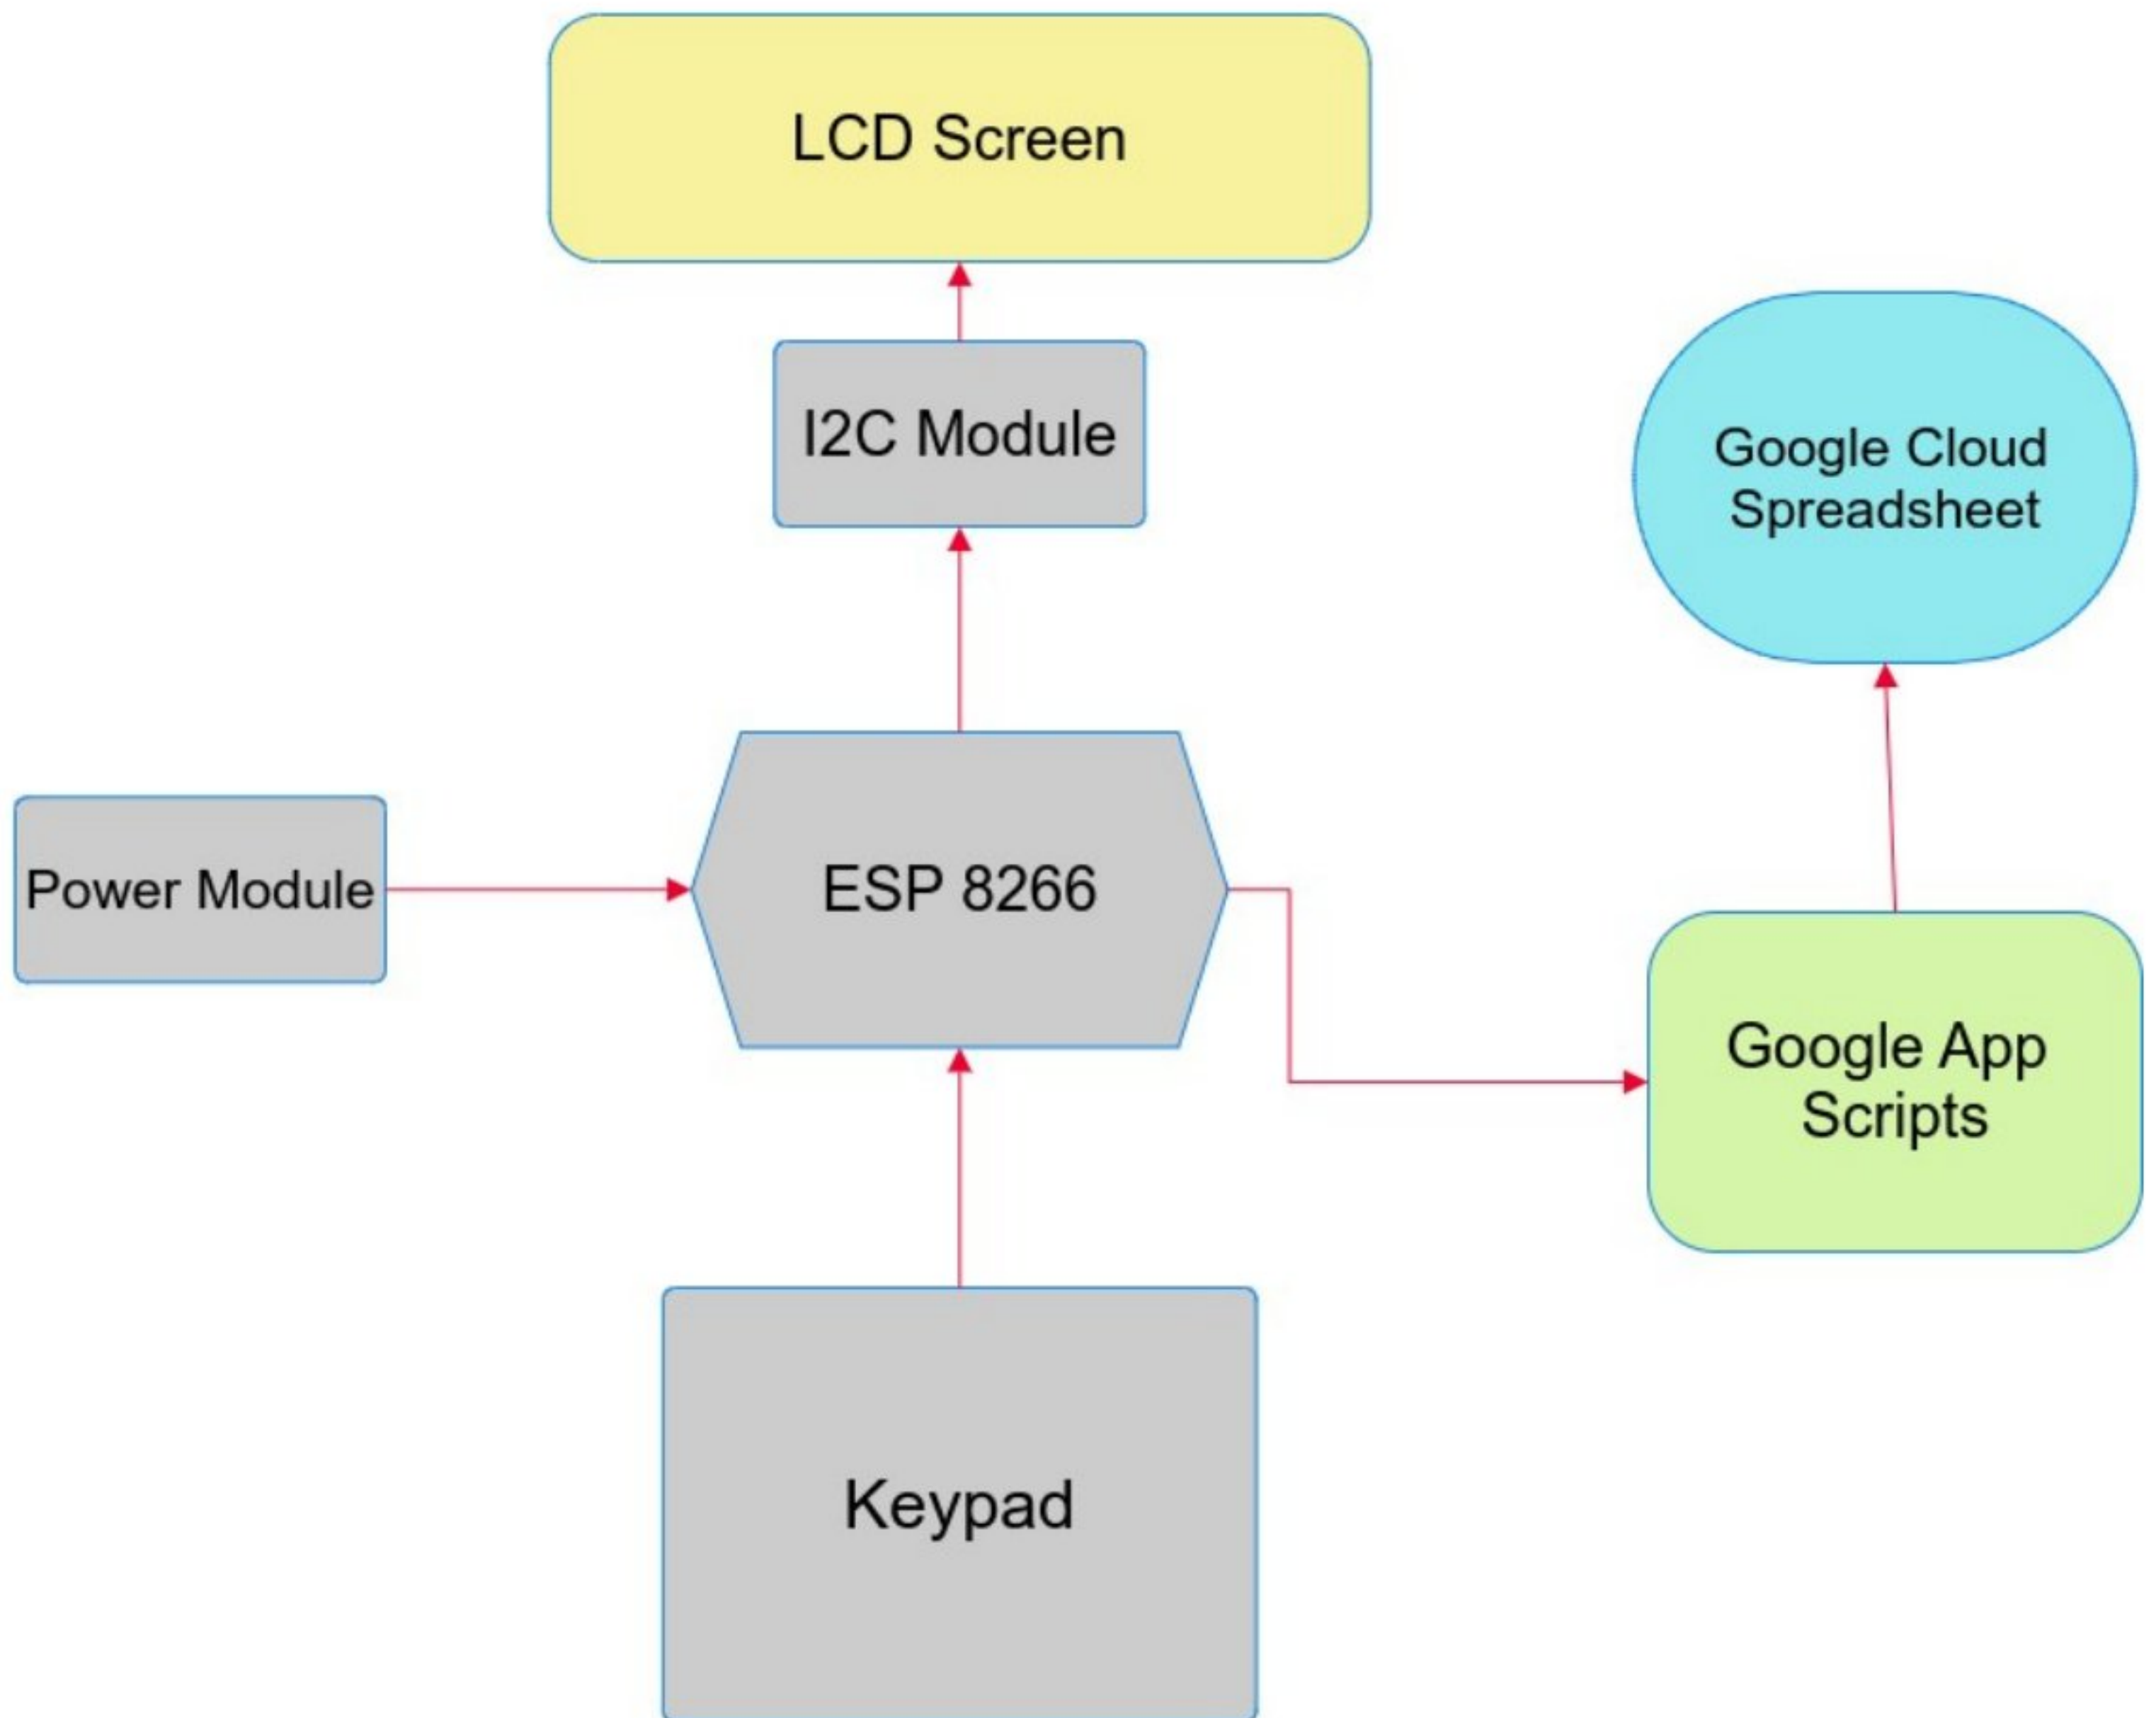 LCD Screen
I2C Module
Google Cloud
Spreadsheet
Power Module
ESP 8266
Google App
Scripts
Keypad